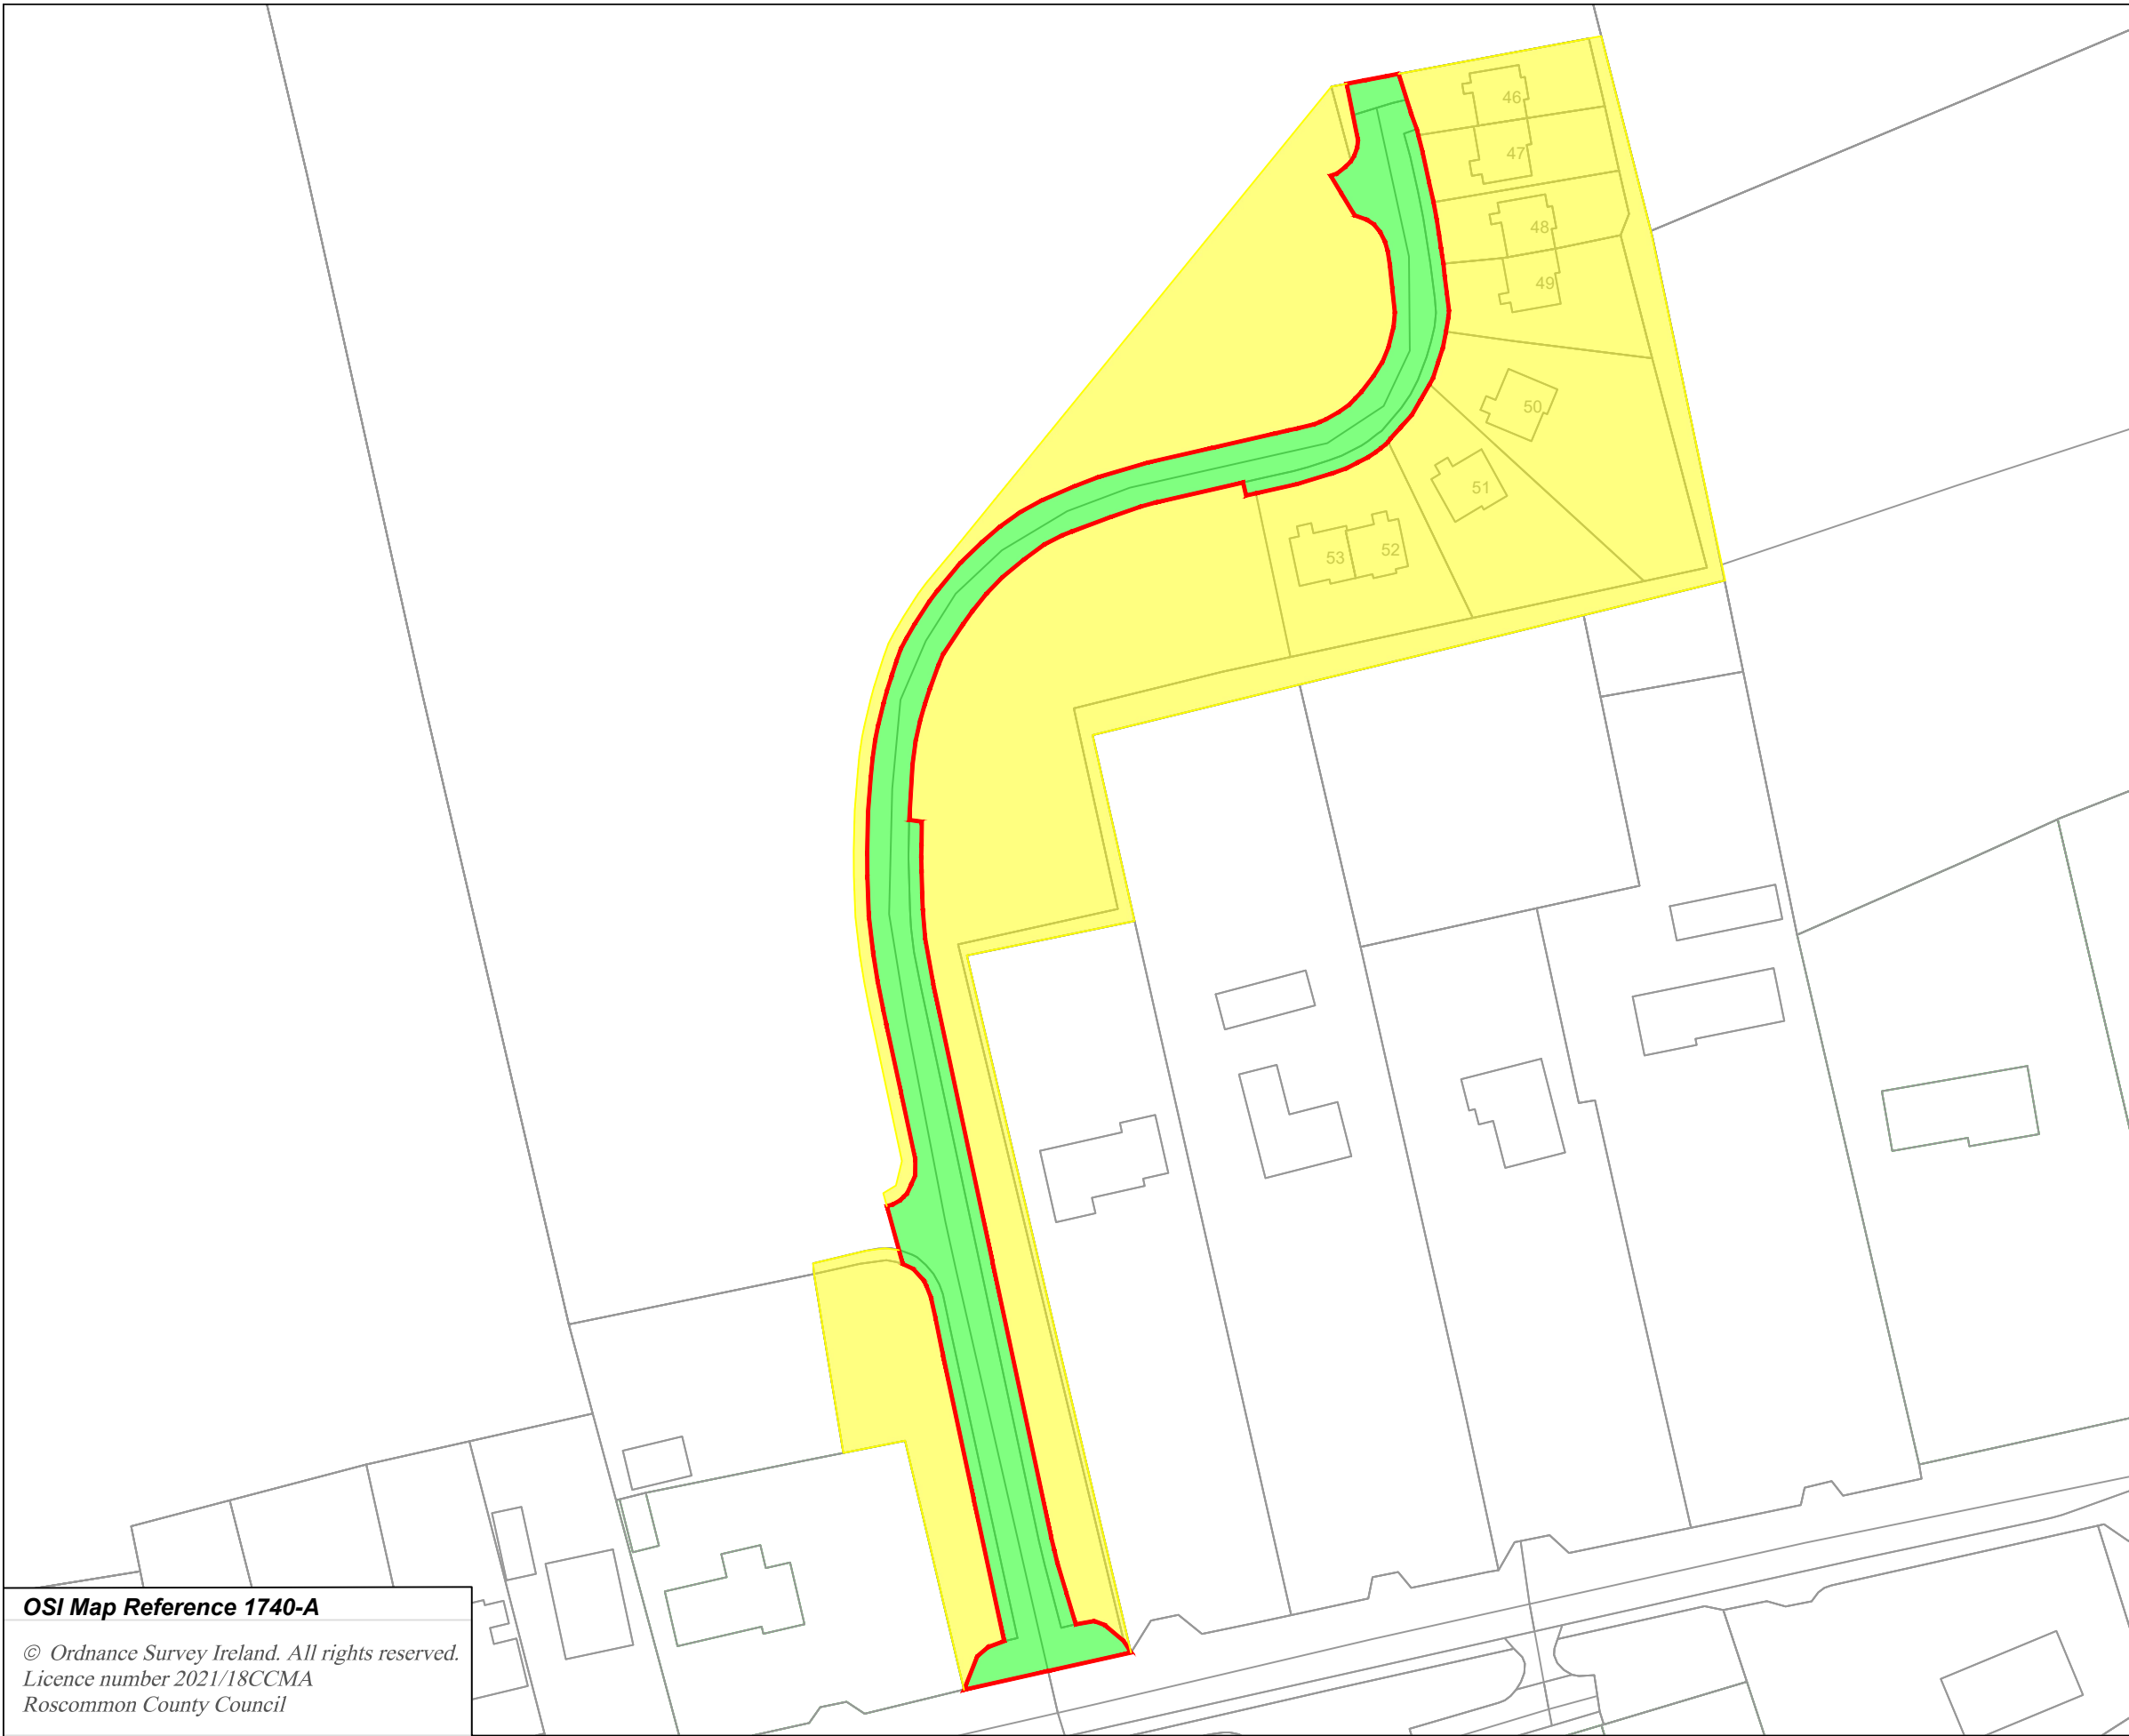 46
47
48
49
50
51
52
53
OSI Map Reference 1740-A
© Ordnance Survey Ireland. All rights reserved.
Licence number 2021/18CCMA
Roscommon County Council